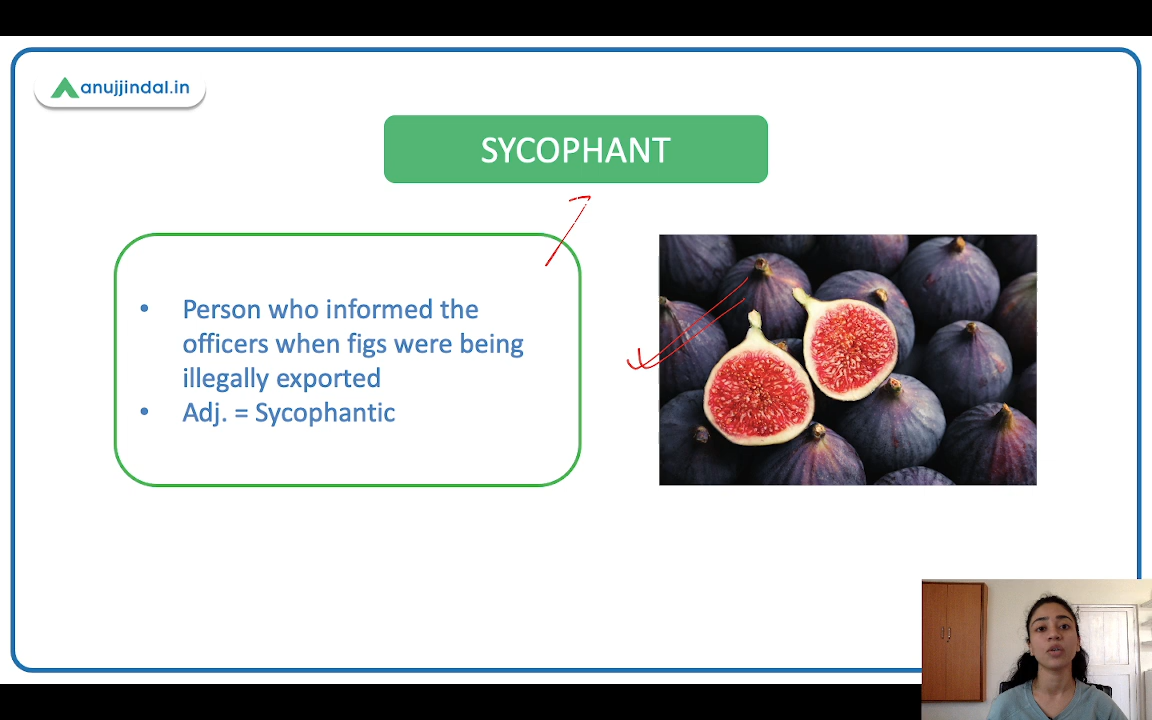 anujjindal.in
SYCOPHANT
• Person who informed the
officers when figs were being
illegally exported
• Adj. = Sycophantic